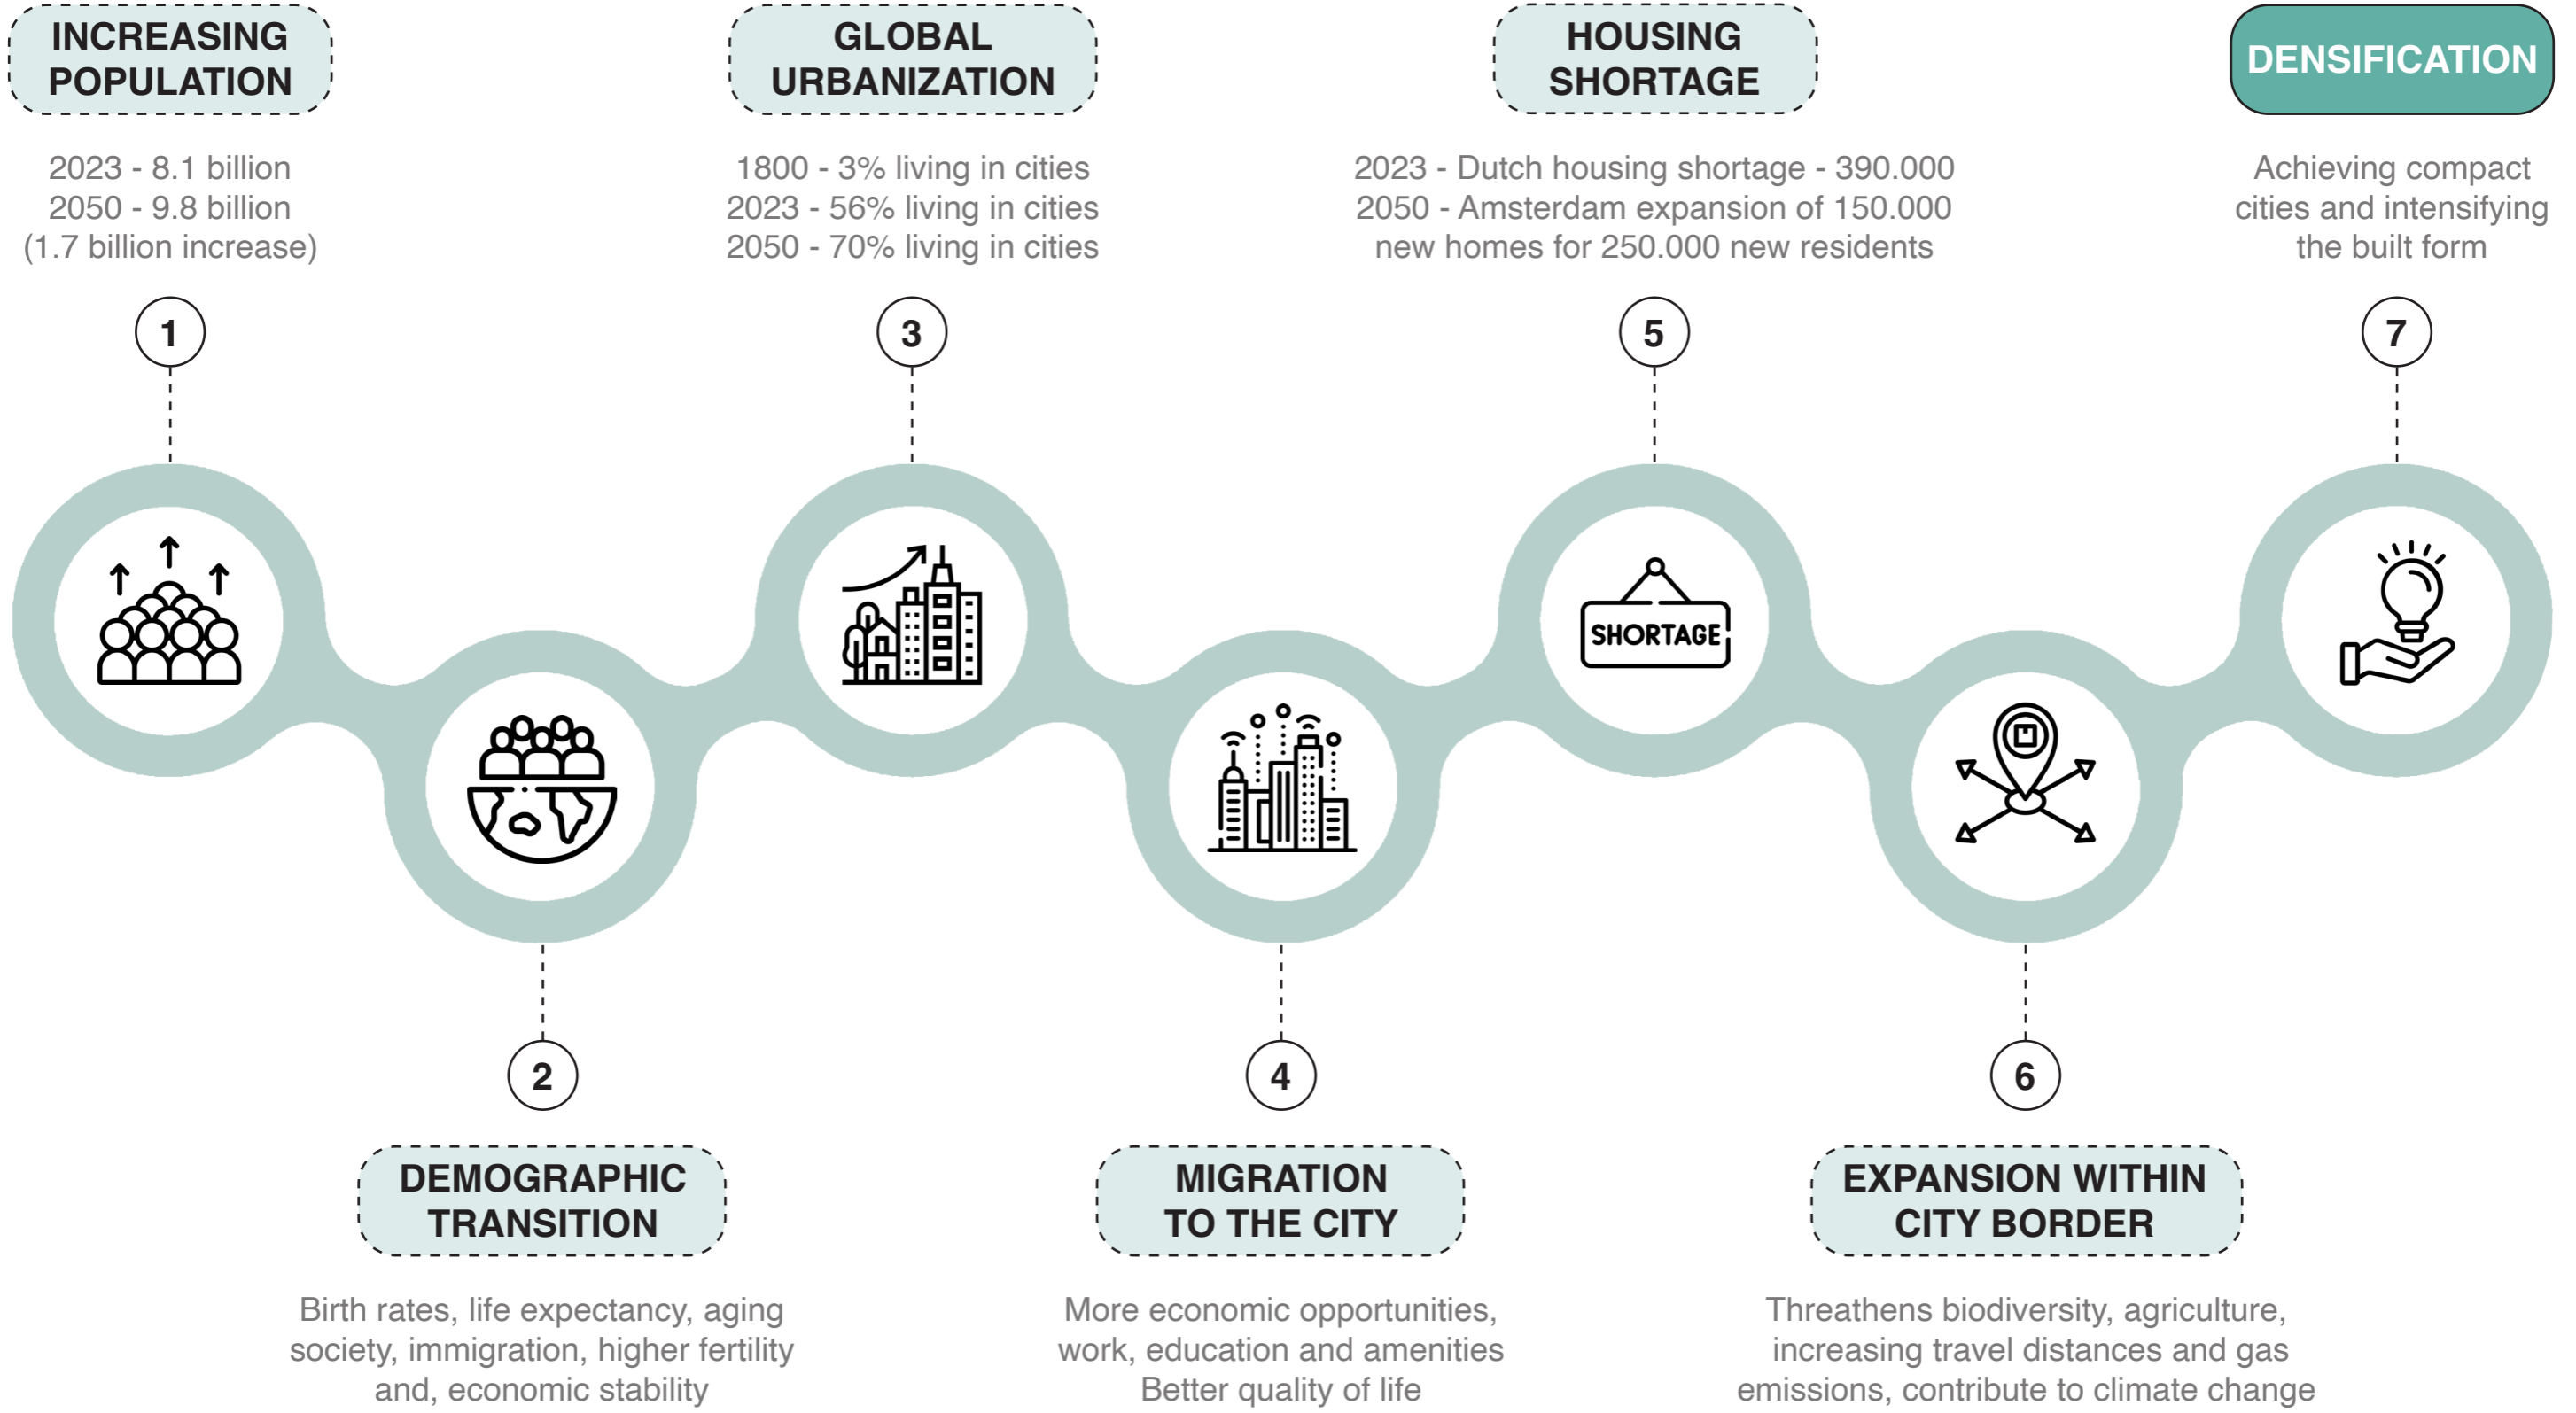 INCREASING
POPULATION
2023 - 8.1 billion
2050 - 9.8 billion
(1.7 billion increase)
1
DEMOGRAPHIC
TRANSITION
Birth rates, life expectancy, aging
society, immigration, higher fertility
and, economic stability
2
GLOBAL
URBANIZATION
1800 - 3% living in cities
2023 - 56% living in cities
2050 - 70% living in cities
3
MIGRATION
TO THE CITY
More economic opportunities,
work, education and amenities
Better quality of life
4
HOUSING
SHORTAGE
2023 - Dutch housing shortage - 390.000
2050 - Amsterdam expansion of 150.000
new homes for 250.000 new residents
5
SHORTAGE
EXPANSION WITHIN
CITY BORDER
Threathens biodiversity, agriculture,
increasing travel distances and gas
emissions, contribute to climate change
6
DENSIFICATION
Achieving compact
cities and intensifying
the built form
7